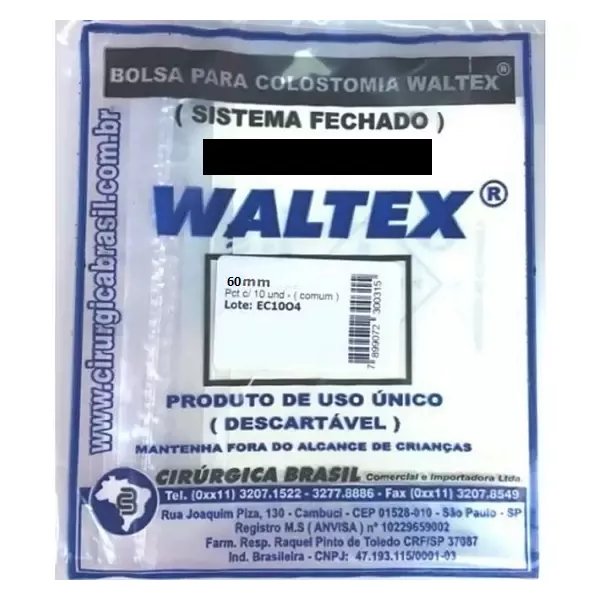 BOLSA PARA COLOSTOMIA WALTEX®
( SISTEMA FECHADO )
WALTEX®
60mm
Pct c/ 10 und - ( comum )
Lote: EC10O4
7 899072 300315
PRODUTO DE USO ÚNICO
( DESCARTÁVEL )
MANTENHA FORA DO ALCANCE DE CRIANÇAS
CIRÚRGICA BRASIL Comercial e Importadora Ltda.
Tel. (0xx11) 3207.1522 - 3277.8886 - Fax (0xx11) 3207.8549
Rua Joaquim Piza, 130 - Cambuci - CEP 01528-010 - São Paulo - SP
Registro M.S ( ANVISA ) nº 10229659002
Farm. Resp. Raquel Pinto de Toledo CRF/SP 37087
Ind. Brasileira - CNPJ: 47.193.115/0001-03
www.cirurgicabrasil.com.br